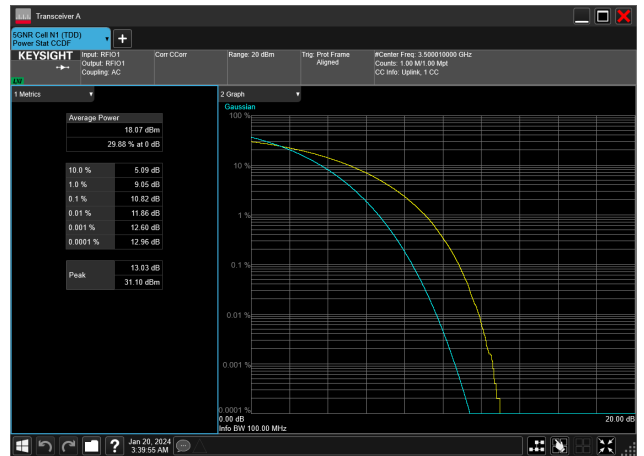 Transceiver A
5GNR Cell N1 (TDD)
Power Stat CCDF
KEYSIGHT
Input: RFIO1
Output: RFIO1
Coupling: AC
Corr CCorr
Range: 20 dBm
Trig: Prot Frame
Aligned
#Center Freq: 3.500010000 GHz
Counts: 1.00 M/1.00 Mpt
CC Info: Uplink, 1 CC
1 Metrics
2 Graph
Average Power
18.07 dBm
29.88 % at 0 dB
10.0 % 5.09 dB
1.0 % 9.05 dB
0.1 % 10.82 dB
0.01 % 11.86 dB
0.001 % 12.60 dB
0.0001 % 12.96 dB
Peak 13.03 dB
31.10 dBm
Gaussian
100 %
10 %
1 %
0.1 %
0.01 %
0.001 %
0.0001 %
0.00 dB 20.00 dB
Info BW 100.00 MHz
Jan 20, 2024
3:39:55 AM